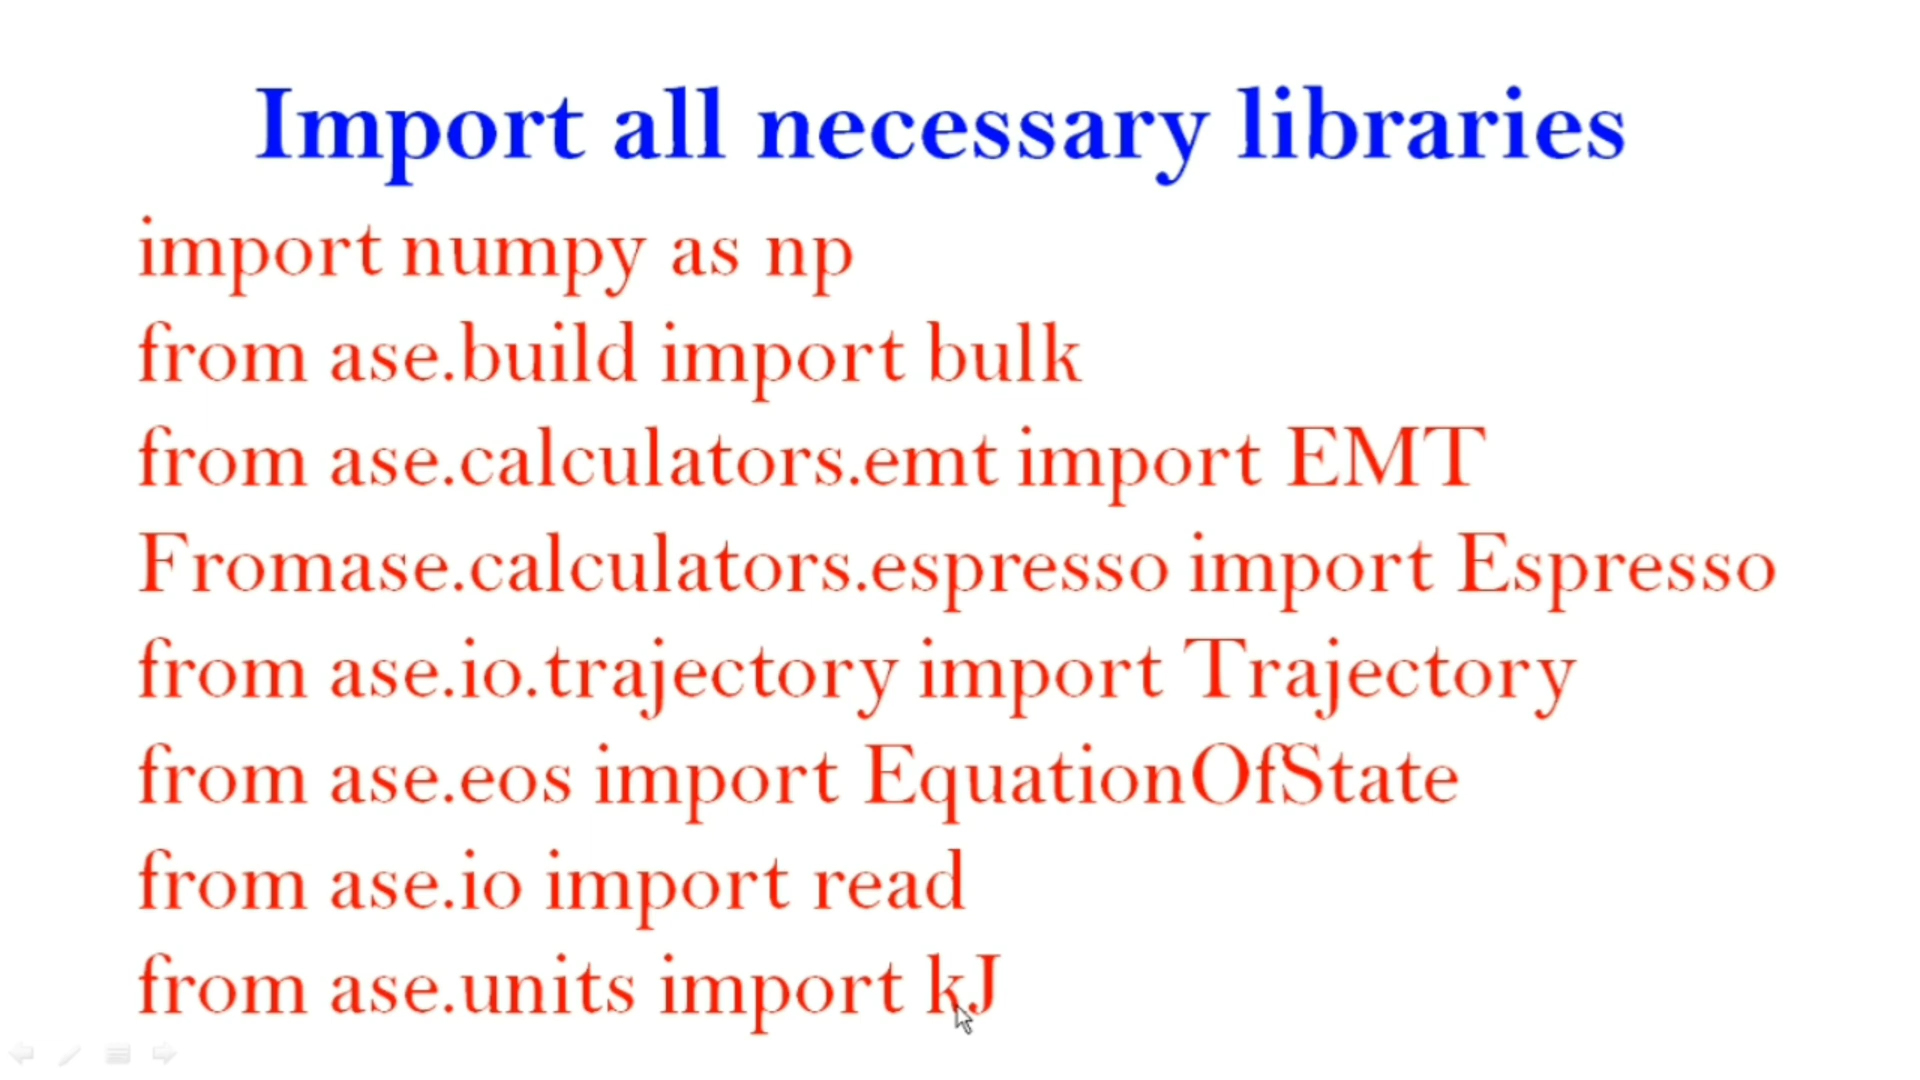 Import all necessary libraries
import numpy as np
from ase.build import bulk
from ase.calculators.emt import EMT
Fromase.calculators.espresso import Espresso
from ase.io.trajectory import Trajectory
from ase.eos import EquationOfState
from ase.io import read
from ase.units import kJ